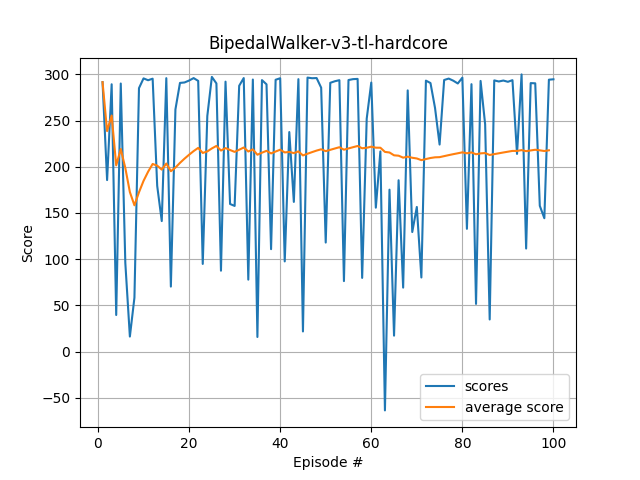 BipedalWalker-v3-tl-hardcore
300
250
200
150
100
50
0
−50
Score
0 20 40 60 80 100
Episode #
scores
average score